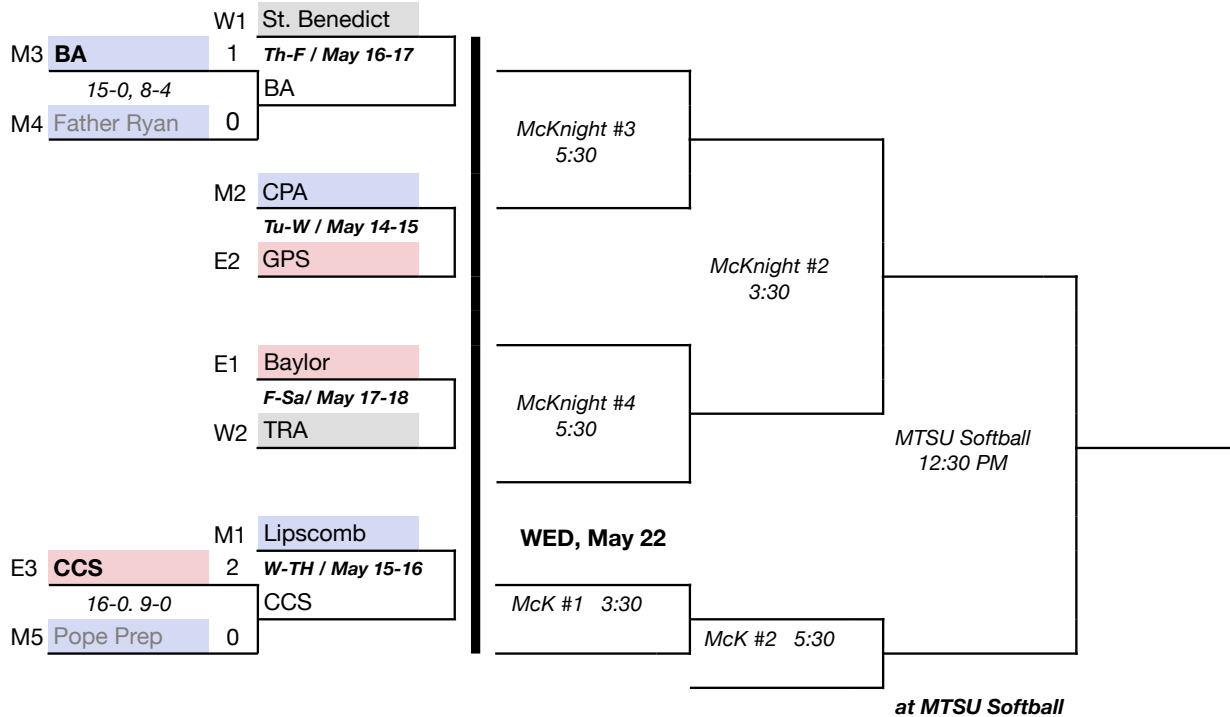 W1 St. Benedict
M3 BA 1 Th-F / May 16-17
15-0, 8-4 BA
M4 Father Ryan 0
McKnight #3
5:30
M2 CPA
Tu-W / May 14-15
E2 GPS
McKnight #2
3:30
E1 Baylor
F-Sa/ May 17-18
W2 TRA
McKnight #4
5:30
MTSU Softball
12:30 PM
M1 Lipscomb
WED, May 22
E3 CCS 2 W-TH / May 15-16
16-0. 9-0 CCS
McK #1 3:30
M5 Pope Prep 0
McK #2 5:30
at MTSU Softball